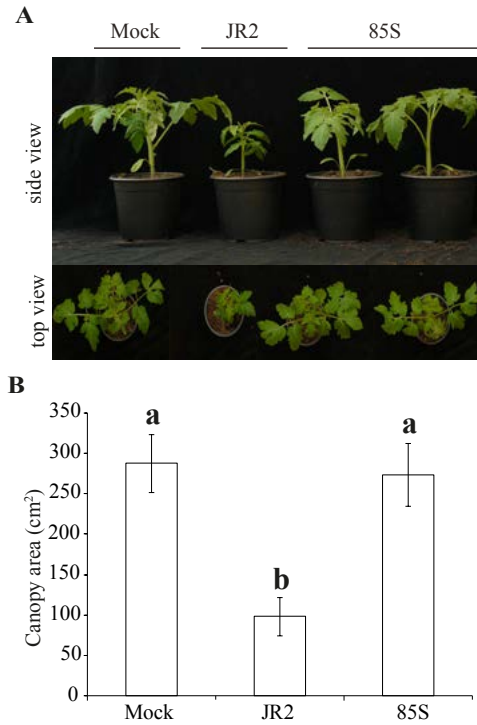 A
Mock JR2 85S
side view
top view
B
Canopy area (cm²)
350
300
250
200
150
100
50
0
a
b
a
Mock JR2 85S